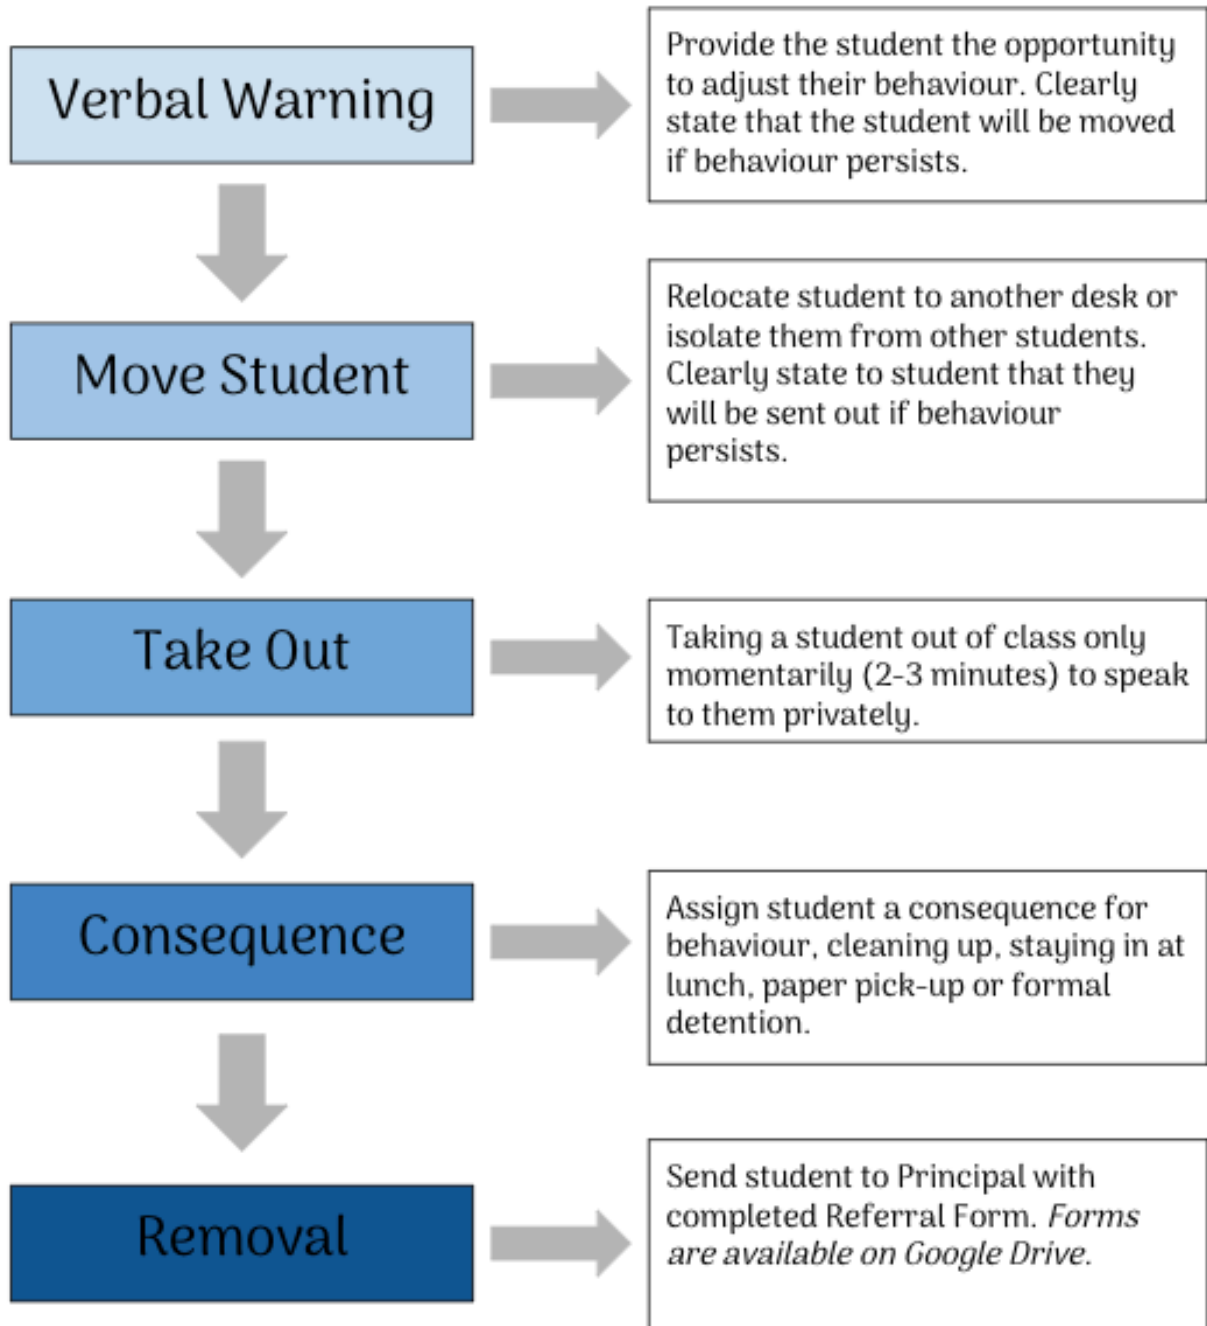 Verbal Warning
Provide the student the opportunity
to adjust their behaviour. Clearly
state that the student will be moved
if behaviour persists.
Move Student
Relocate student to another desk or
isolate them from other students.
Clearly state to student that they
will be sent out if behaviour
persists.
Take Out
Taking a student out of class only
momentarily (2-3 minutes) to speak
to them privately.
Consequence
Assign student a consequence for
behaviour, cleaning up, staying in at
lunch, paper pick-up or formal
detention.
Removal
Send student to Principal with
completed Referral Form. Forms
are available on Google Drive.